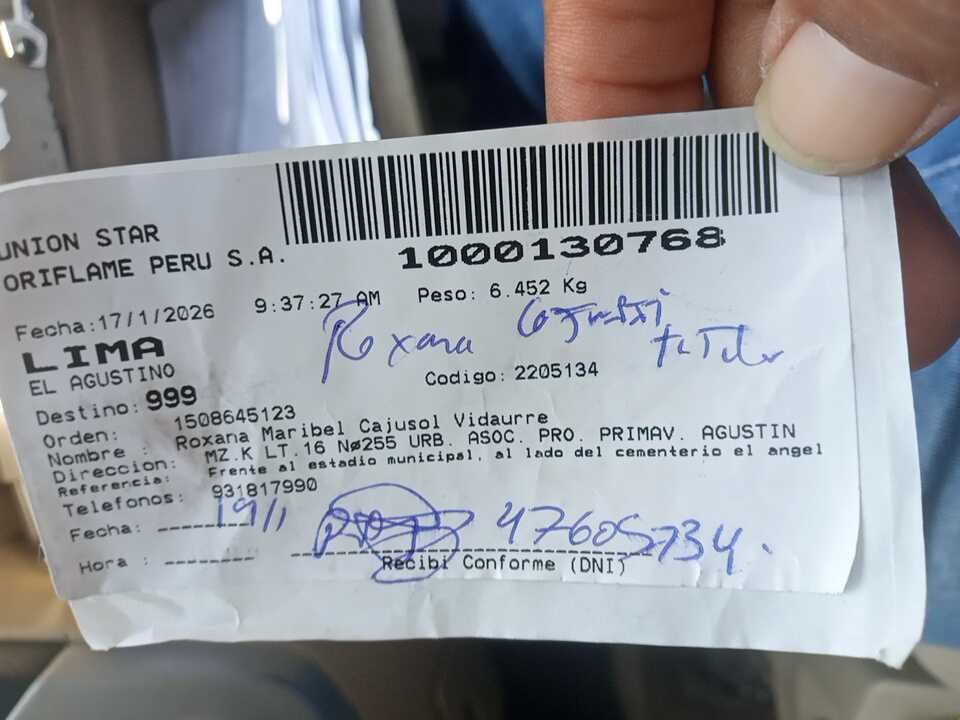 UNION STAR
ORIFLAME PERU S.A.
1000130768
Fecha:17/1/2026 9:37:27 AM Peso: 6.452 Kg
LIMA
EL AGUSTINO
Roxana
titular
Destino: 999 Codigo: 2205134
Orden: 1508645123
Nombre : Roxana Maribel Cajusol Vidaurre
Direccion: MZ.K LT.16 Nø255 URB. ASOC. PRO. PRIMAV. AGUSTIN
Referencia: Frente al estadio municipal, al lado del cementerio el angel
Telefonos: 931817990
Fecha: 19/1
47605734.
Hora :
Recibi Conforme (DNI)